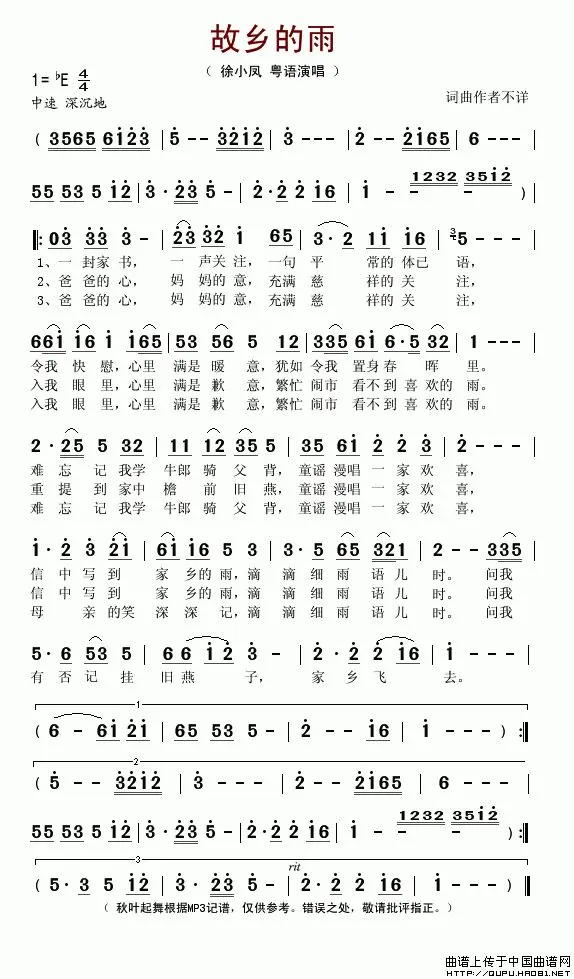 故乡的雨
( 徐小凤 粤语演唱 )
1= ♭E 4/4
中速 深沉地
词曲作者不详
( 3565 6123 | 5 - - 3212 | 3 - - - | 2 - - 2165 | 6 - - -
55 53 5 12 | 3· 23 5 - | 2· 2 2 16 | 1 - 1232 3512 - - ) |
‖: 03 33 3 - | 23 32 1 65 | 3· 2 11 16 | 3 5 - - -
1、一 封家 书, 一 声关 注, 一句 平 常的 体已 语,
2、爸 爸的 心, 妈 妈的 意, 充满 慈 祥的 关 注,
3、爸 爸的 心, 妈 妈的 意, 充满 慈 祥的 关 注,
661 16 1 165 | 53 56 5 12 | 335 61 6·5 32 | 1 - - -
令我 快 慰, 心里 满是 暖 意, 犹如 令我 置身 春 晖 里。
入我 眼 里, 心里 满是 歉 意, 繁忙 闹市 看不到 喜 欢的 雨。
入我 眼 里, 心里 满是 歉 意, 繁忙 闹市 看不到 喜 欢的 雨。
2· 25 5 32 | 11 12 35 5 | 335 61 2 23 | 2 - - -
难 忘 记 我学 牛郎 骑 父 背, 童谣 漫唱 一 家 欢 喜,
重 提 到 家中 檐 前 旧 燕, 童谣 漫唱 一 家 欢 喜,
难 忘 记 我学 牛郎 骑 父 背, 童谣 漫唱 一 家 欢 喜,
1· 2 3 21 | 61 16 5 3 | 3· 5 65 321 | 2 - - 335
信 中 写 到 家 乡的 雨, 滴 滴 细 雨 语 儿 时。 问我
信 中 写 到 家 乡的 雨, 滴 滴 细 雨 语 儿 时。 问我
母 亲 的笑 深 深 记, 滴 滴 细 雨 语 儿 时。 问我
5· 6 53 5 | 6 6 12 3 - | 2· 2 2 16 | 1 - - - |
有 否 记 挂 旧 燕 子, 家 乡 飞 去。
1
( 6 - 61 21 | 65 53 5 - | 2 - - 16 | 1 - - - ) :‖
2
( 5 - - 3212 | 3 - - - | 2 - - 2165 | 6 - - -
55 53 5 12 | 3· 23 5 - | 2· 2 2 16 | 1 - 1232 3512 - - ) :‖
3
rit
( 5· 3 5 12 | 3· 23 5 - | 2 - - 16 | 1 - - - ) ‖
( 秋叶起舞根据MP3记谱,仅供参考。错误之处,敬请批评指正。)
曲谱上传于中国曲谱网
Http://QUPU.HAO81.NET